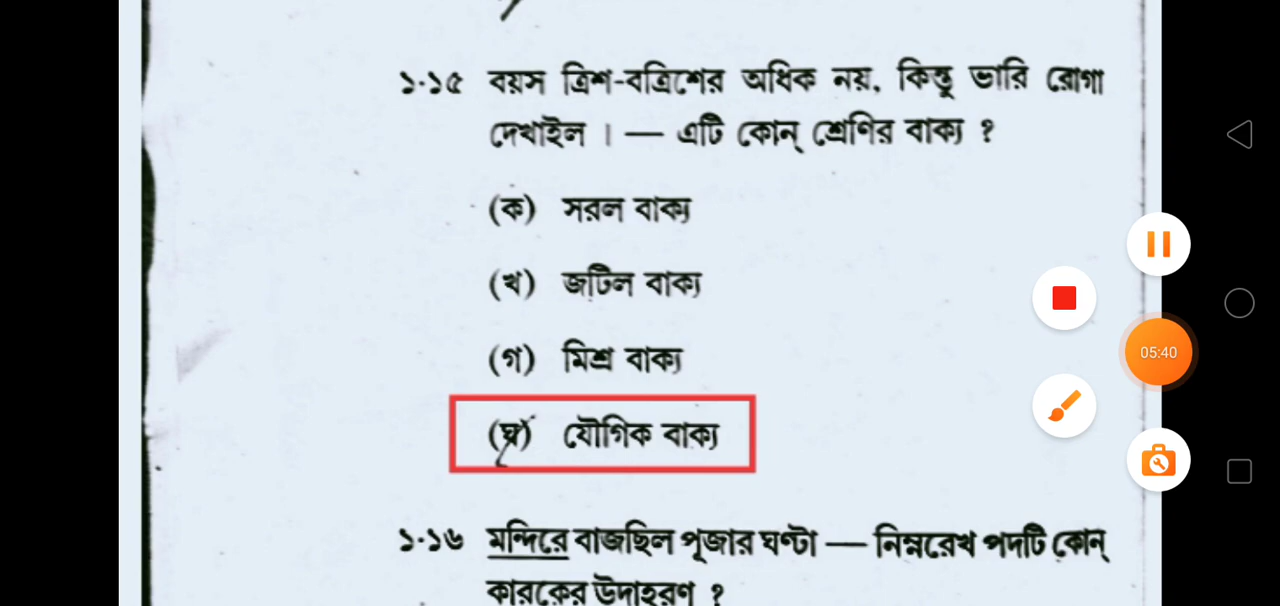 ১.১৫ বয়স ত্রিশ-বত্রিশের অধিক নয়, কিন্তু ভারি রোগা
দেখাইল । — এটি কোন্ শ্রেণির বাক্য ?
(ক) সরল বাক্য
(খ) জটিল বাক্য
(গ) মিশ্র বাক্য
05:40
(ঘ) যৌগিক বাক্য
১.১৬ মন্দিরে বাজছিল পূজার ঘণ্টা — নিম্নরেখ পদটি কোন্
কারকের উদাহরণ ?